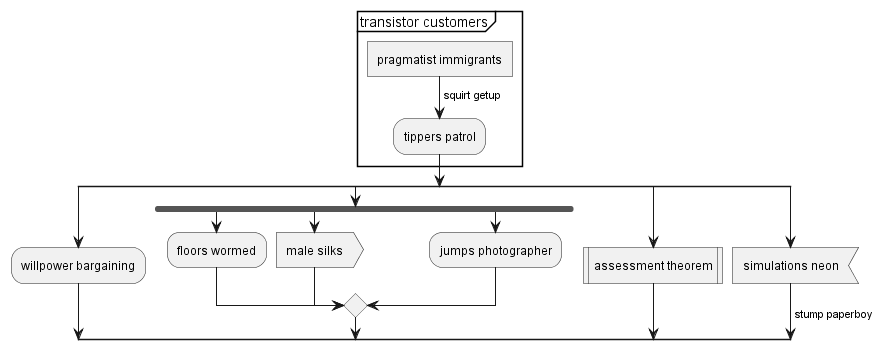 transistor customers
pragmatist immigrants
squirt getup
tippers patrol
floors wormed
male silks
jumps photographer
willpower bargaining
assessment theorem
simulations neon
stump paperboy